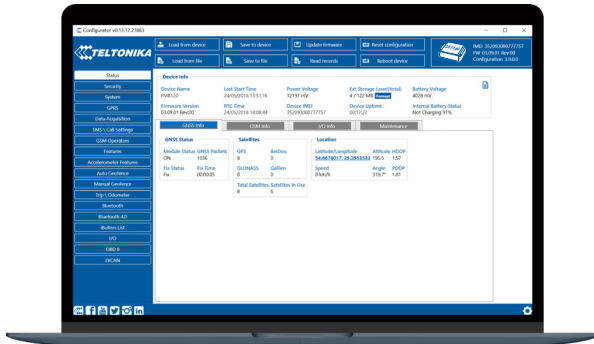 Configurator v0.13.17.27883
TELTONIKA
Load from device
Save to device
Update firmware
Reset configuration
Load from file
Save to file
Read records
Reboot device
IMEI 352093080777757
FW 03.09.01 Rev:00
Configuration 3.9.0.0
Status
Security
System
GPRS
Data Acquisition
SMS \ Call Settings
GSM Operators
Features
Accelerometer Features
Auto Geofence
Manual Geofence
Trip \ Odometer
Bluetooth
Bluetooth 4.0
iButton List
I/O
OBD II
LVCAN
Device Info
Device Name Last Start Time Power Voltage Ext Storage (used/total) Battery Voltage
FMB120 24/05/2018 13:51:16 12197 mV. 4 / 122 MB Format 4028 mV.
Firmware Version RTC Time Device IMEI Device Uptime Internal Battery Status
03.09.01 Rev:00 24/05/2018 14:08:44 352093080777757 00:17:27 Not Charging 91%
GNSS Info GSM Info I/O Info Maintenance
GNSS Status
Module Status GNSS Packets
ON 1036
Fix Status Fix Time
Fix 00:00:05
Satellites
GPS BeiDou
8 0
GLONASS Galileo
0 0
Total Satellites Satellites in Use
8 6
Location
Latitude/Longitude Altitude HDOP
54.6676017, 25.2553533 195.5 1.57
Speed Angle PDOP
0 km/h 319.7° 1.81